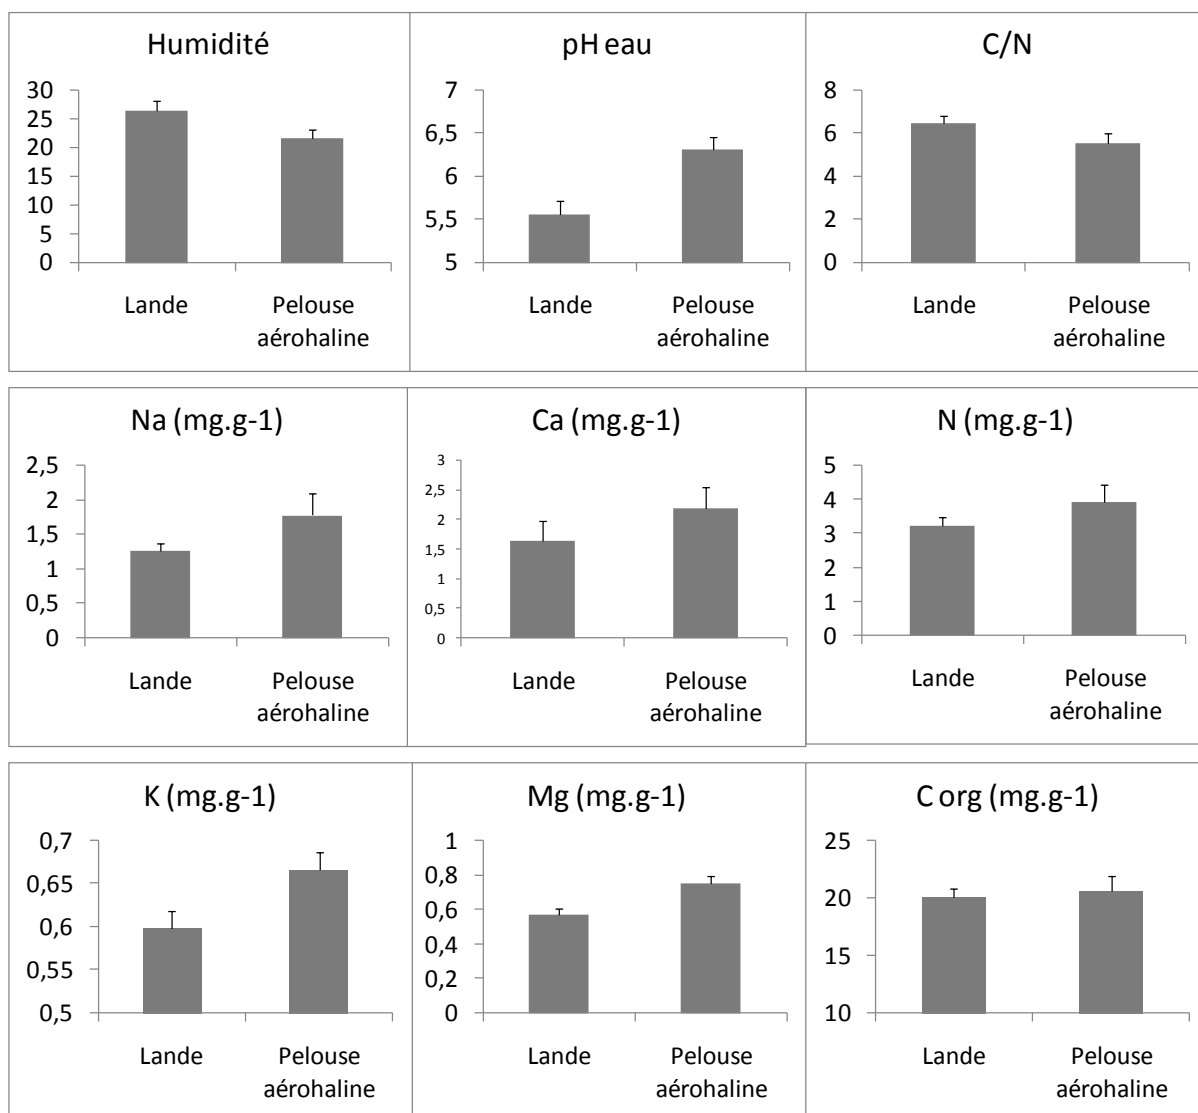 Humidité
30
25
20
15
10
5
0
Lande
Pelouse
aérohaline
pH eau
7
6,5
6
5,5
5
Lande
Pelouse
aérohaline
C/N
8
6
4
2
0
Lande
Pelouse
aérohaline
Na (mg.g-1)
2,5
2
1,5
1
0,5
0
Lande
Pelouse
aérohaline
Ca (mg.g-1)
3
2,5
2
1,5
1
0,5
0
Lande
Pelouse
aérohaline
N (mg.g-1)
5
4
3
2
1
0
Lande
Pelouse
aérohaline
K (mg.g-1)
0,7
0,65
0,6
0,55
0,5
Lande
Pelouse
aérohaline
Mg (mg.g-1)
1
0,8
0,6
0,4
0,2
0
Lande
Pelouse
aérohaline
C org (mg.g-1)
25
20
15
10
Lande
Pelouse
aérohaline